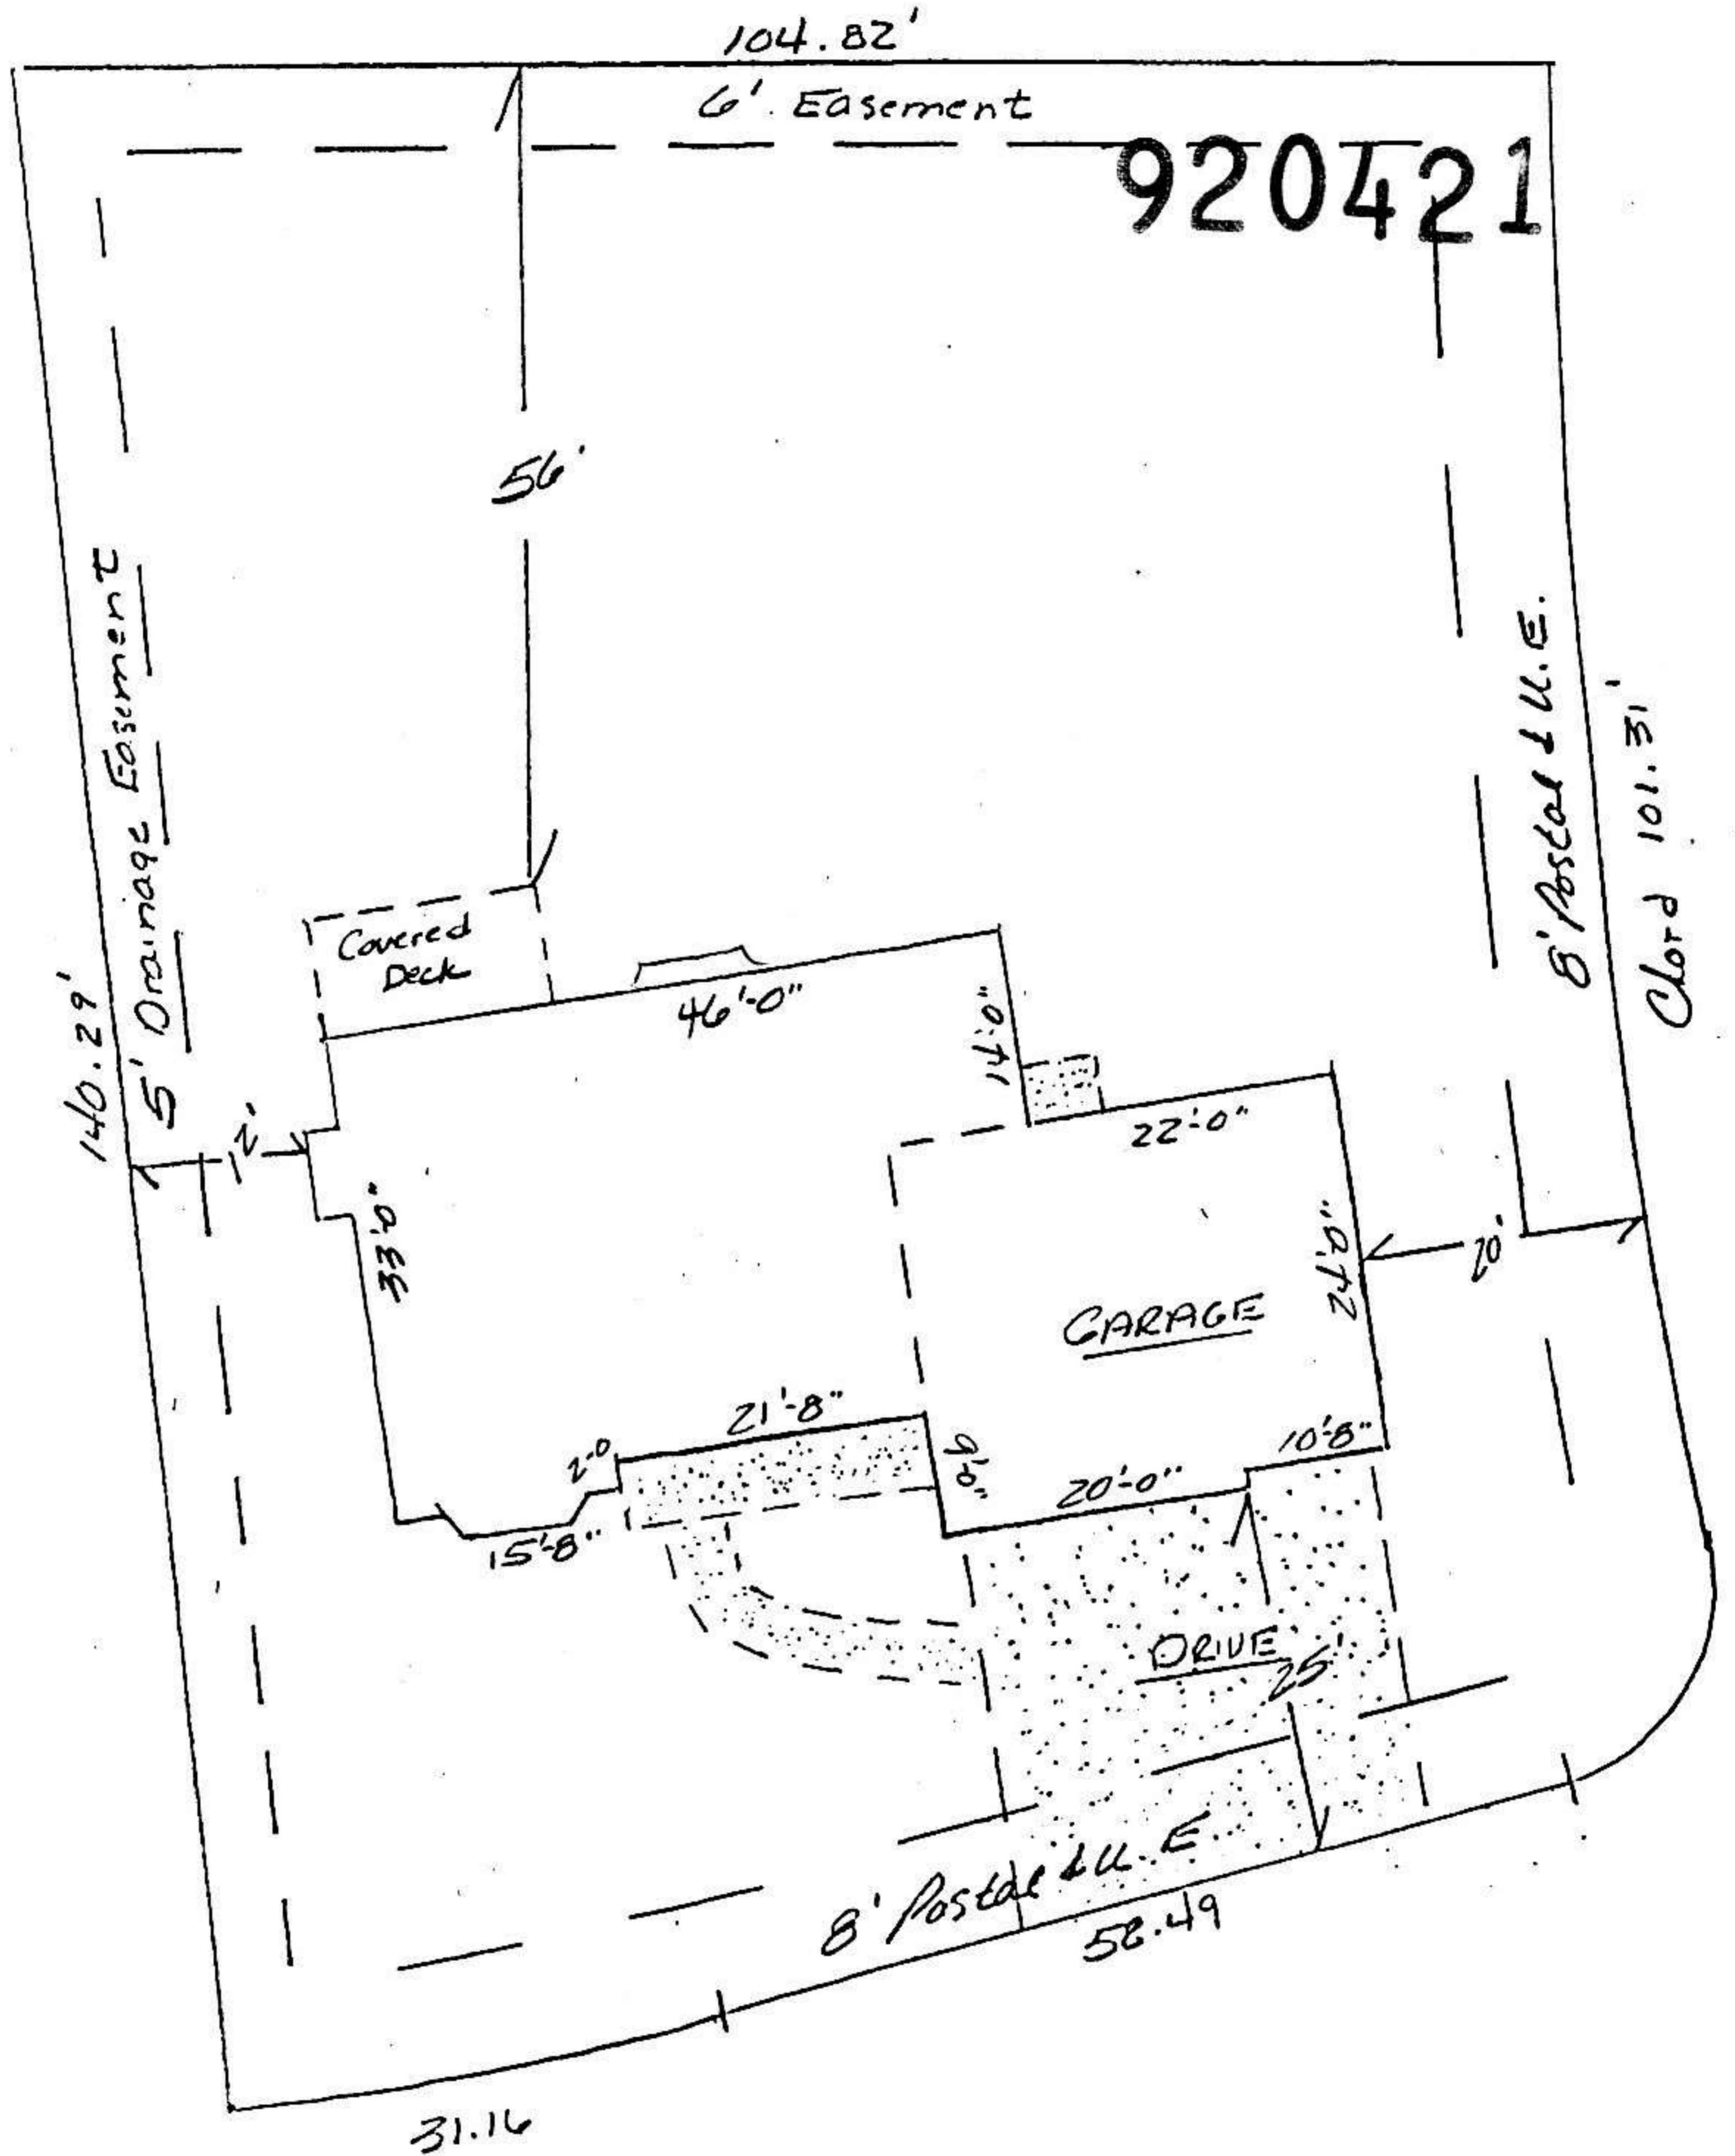 104.82'
6' Easement
920421
56'
5' Drainage Easement
140.29'
8' Postal & U.E.
Chord 101.31'
Covered
Deck
46'-0"
14'-0"
22'-0"
12'
33'-0"
24'-0"
20'
GARAGE
21'-8"
2'-0
9'-0"
10'-8"
20'-0"
15'-8"
DRIVE
25'
8' Postal & U.E.
58.49
31.16